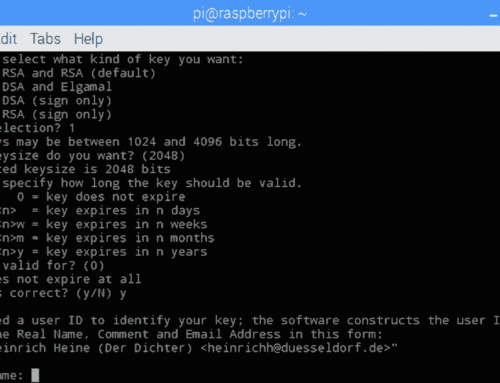 pi@raspberrypi: ~
dit Tabs Help
select what kind of key you want:
RSA and RSA (default)
DSA and Elgamal
DSA (sign only)
RSA (sign only)
election? 1
ys may be between 1024 and 4096 bits long.
eysize do you want? (2048)
ted keysize is 2048 bits
specify how long the key should be valid.
0 = key does not expire
<n> = key expires in n days
<n>w = key expires in n weeks
<n>m = key expires in n months
<n>y = key expires in n years
valid for? (0)
es not expire at all
s correct? (y/N) y
ed a user ID to identify your key; the software constructs the user I
he Real Name, Comment and Email Address in this form:
einrich Heine (Der Dichter) <heinrichh@duesseldorf.de>"
ame: